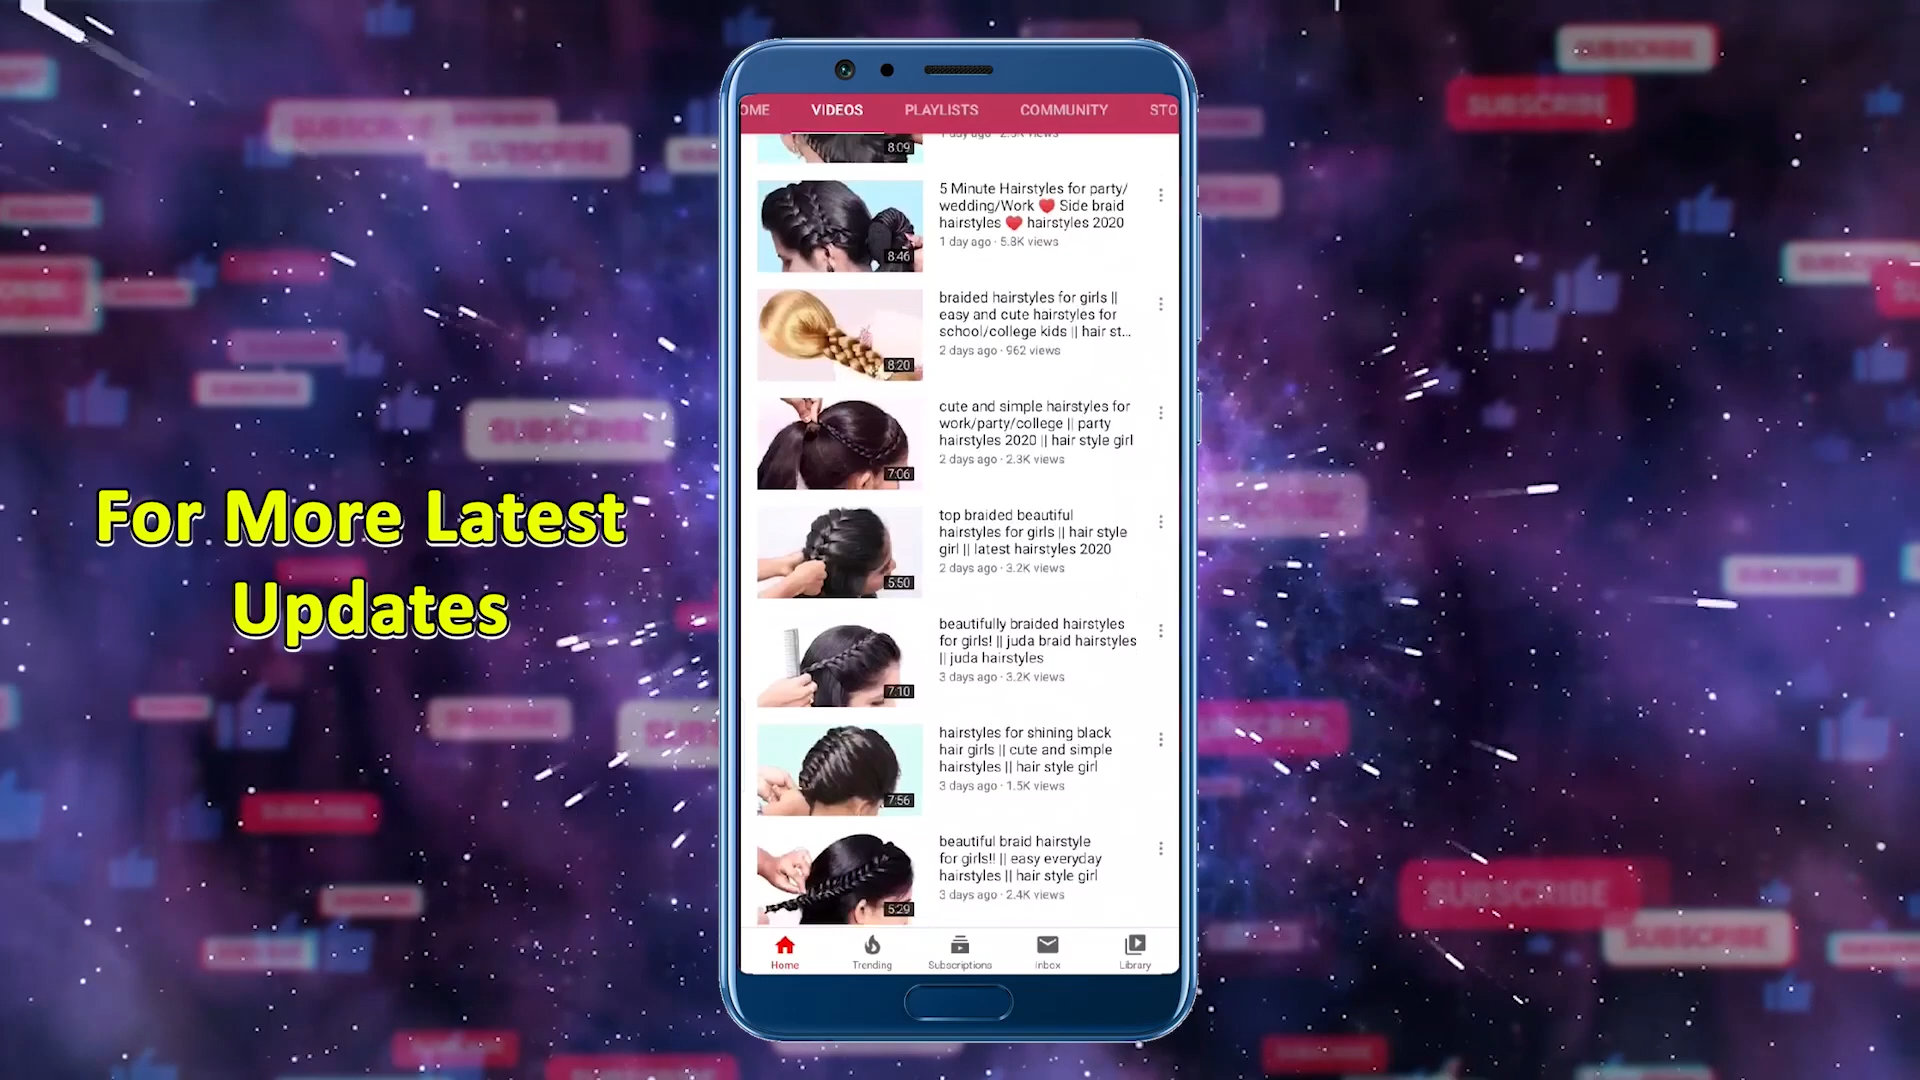 OME VIDEOS PLAYLISTS COMMUNITY STO
8:09
5 Minute Hairstyles for party/
wedding/Work ❤ Side braid
hairstyles ❤ hairstyles 2020
1 day ago · 5.8K views
8:46
braided hairstyles for girls ||
easy and cute hairstyles for
school/college kids || hair st...
2 days ago · 962 views
8:20
cute and simple hairstyles for
work/party/college || party
hairstyles 2020 || hair style girl
2 days ago · 2.3K views
7:06
top braided beautiful
hairstyles for girls || hair style
girl || latest hairstyles 2020
2 days ago · 3.2K views
5:50
beautifully braided hairstyles
for girls! || juda braid hairstyles
|| juda hairstyles
3 days ago · 3.2K views
7:10
hairstyles for shining black
hair girls || cute and simple
hairstyles || hair style girl
3 days ago · 1.5K views
7:56
beautiful braid hairstyle
for girls!! || easy everyday
hairstyles || hair style girl
3 days ago · 2.4K views
5:29
Home Trending Subscriptions Inbox Library
For More Latest
Updates
SUBSCRIBE
SUBSCRIBE
SUBSCRIBE
SUBSCRIBE
SUBSCRIBE